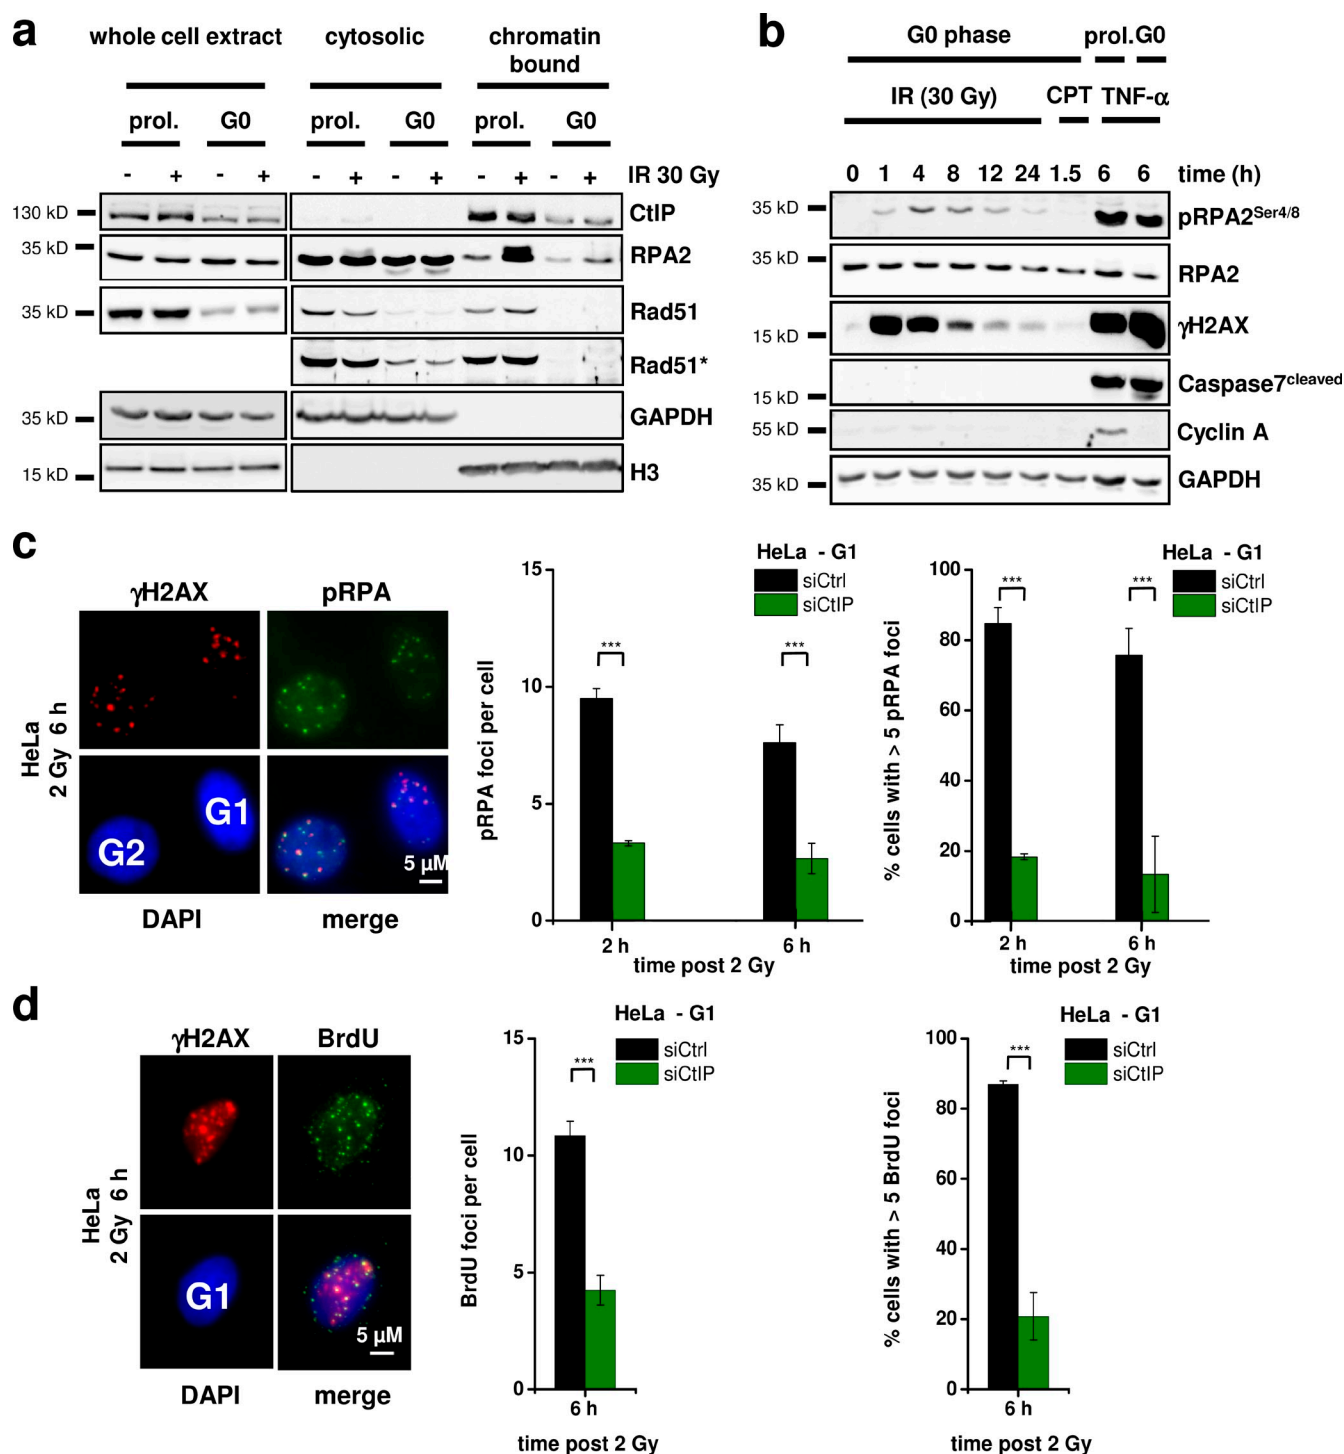 a
whole cell extract cytosolic chromatin
bound
prol. G0 prol. G0 prol. G0
- + - + - + - + - + - + IR 30 Gy
130 kD CtIP
35 kD RPA2
35 kD Rad51
Rad51*
35 kD GAPDH
15 kD H3
b
G0 phase prol. G0
IR (30 Gy) CPT TNF-α
0 1 4 8 12 24 1.5 6 6 time (h)
35 kD pRPA2Ser4/8
35 kD RPA2
15 kD γH2AX
15 kD Caspase7cleaved
55 kD Cyclin A
35 kD GAPDH
c
γH2AX pRPA
HeLa
2 Gy 6 h
G1
G2
5 µM
DAPI merge
HeLa - G1
siCtrl
siCtIP
15
10
5
0
pRPA foci per cell
***
***
2 h 6 h
time post 2 Gy
HeLa - G1
siCtrl
siCtIP
100
80
60
40
20
0
% cells with > 5 pRPA foci
***
***
2 h 6 h
time post 2 Gy
d
γH2AX BrdU
HeLa
2 Gy 6 h
G1
5 µM
DAPI merge
HeLa - G1
siCtrl
siCtIP
15
10
5
0
BrdU foci per cell
***
6 h
time post 2 Gy
HeLa - G1
siCtrl
siCtIP
100
80
60
40
20
0
% cells with > 5 BrdU foci
***
6 h
time post 2 Gy